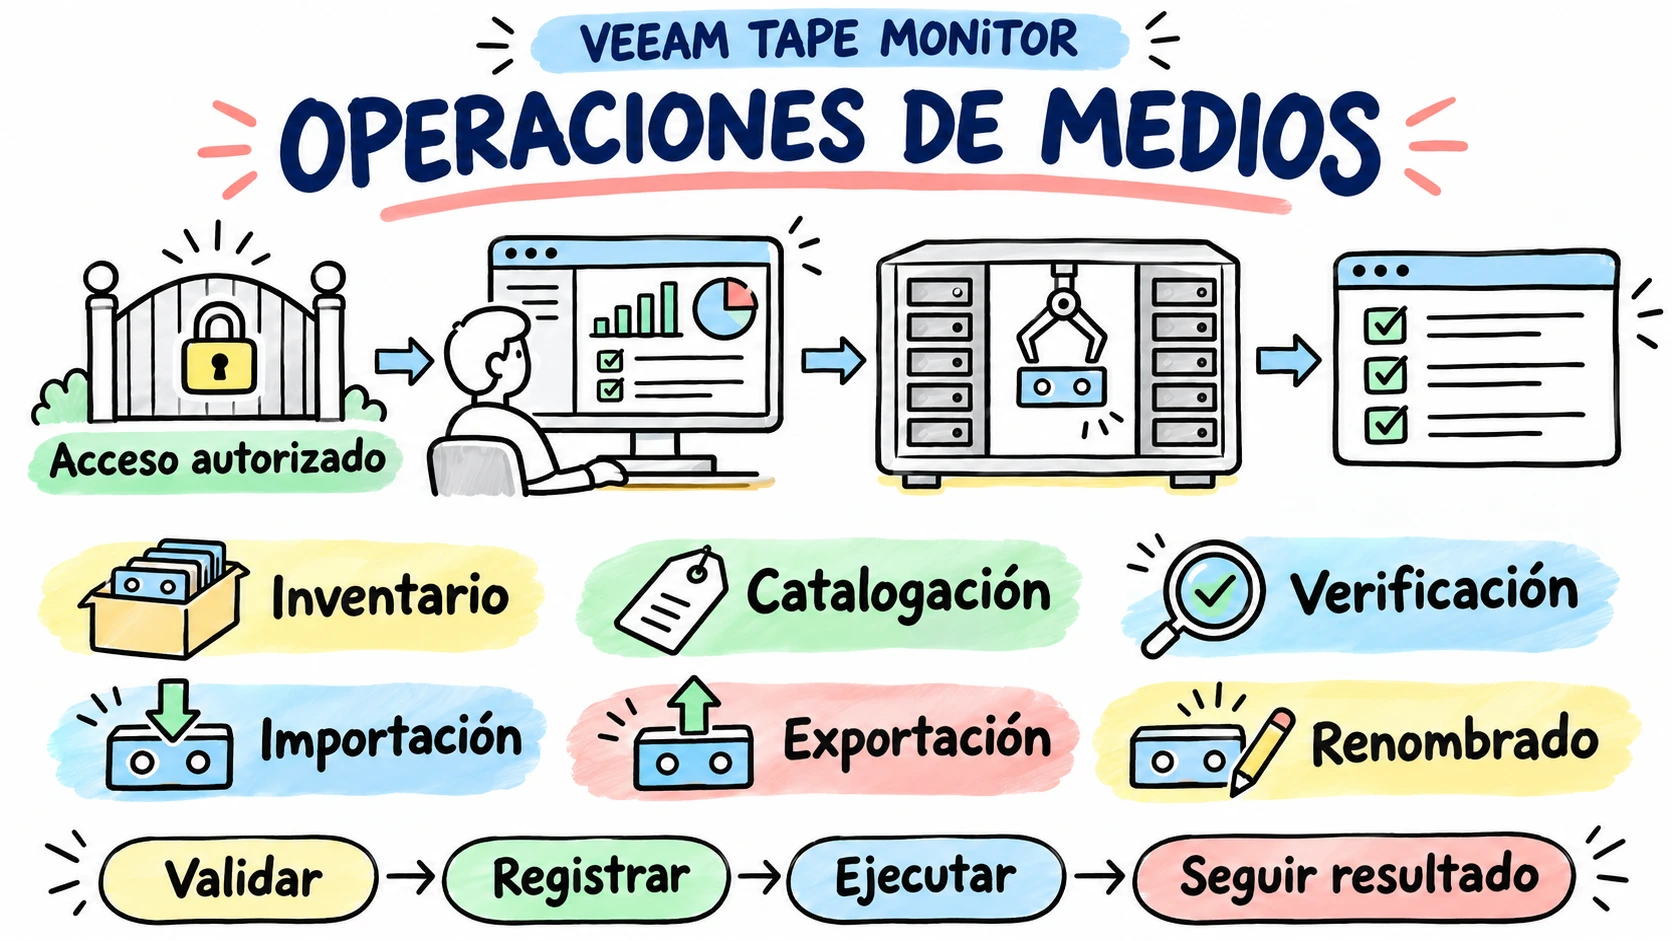 VEEAM TAPE MONiTOR
OPERACIONES DE MEDIOS
Acceso autorizado
Inventario
Catalogación
Verificación
Importación
Exportación
Renombrado
Validar
Registrar
Ejecutar
Seguir resultado